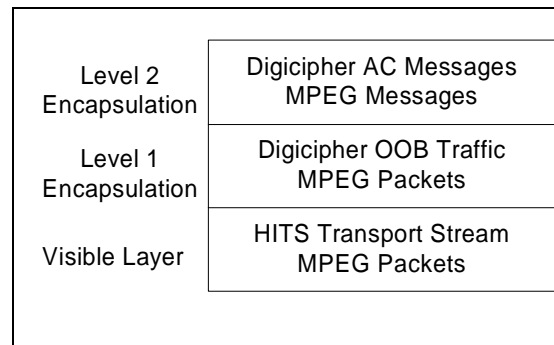 Level 2
Encapsulation
Digicipher AC Messages
MPEG Messages
Level 1
Encapsulation
Digicipher OOB Traffic
MPEG Packets
Visible Layer
HITS Transport Stream
MPEG Packets